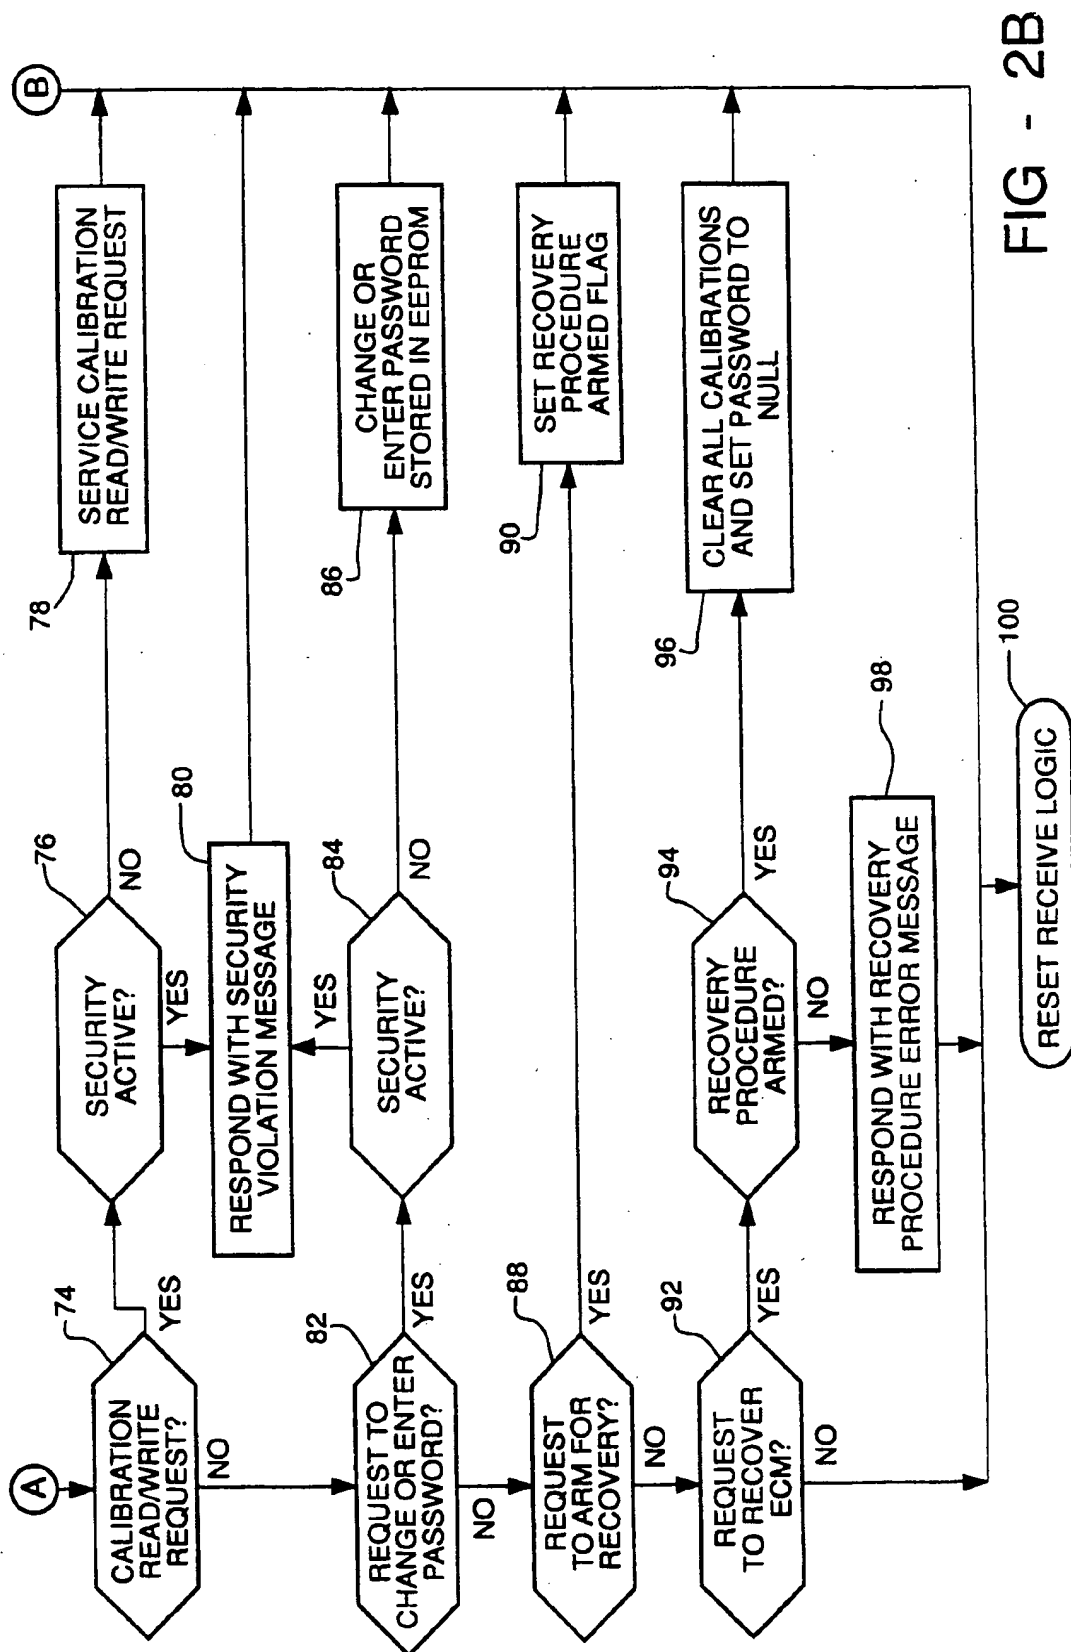 A
B
CALIBRATION
READ/WRITE
REQUEST?
74
YES
NO
SECURITY
ACTIVE?
76
NO
YES
SERVICE CALIBRATION
READ/WRITE REQUEST
78
RESPOND WITH SECURITY
VIOLATION MESSAGE
80
REQUEST TO
CHANGE OR ENTER
PASSWORD?
82
YES
NO
SECURITY
ACTIVE?
84
YES
NO
CHANGE OR
ENTER PASSWORD
STORED IN EEPROM
86
REQUEST
TO ARM FOR
RECOVERY?
88
YES
NO
SET RECOVERY
PROCEDURE
ARMED FLAG
90
REQUEST
TO RECOVER
ECM?
92
YES
NO
RECOVERY
PROCEDURE
ARMED?
94
YES
NO
CLEAR ALL CALIBRATIONS
AND SET PASSWORD TO
NULL
96
RESPOND WITH RECOVERY
PROCEDURE ERROR MESSAGE
98
RESET RECEIVE LOGIC
100
FIG - 2B